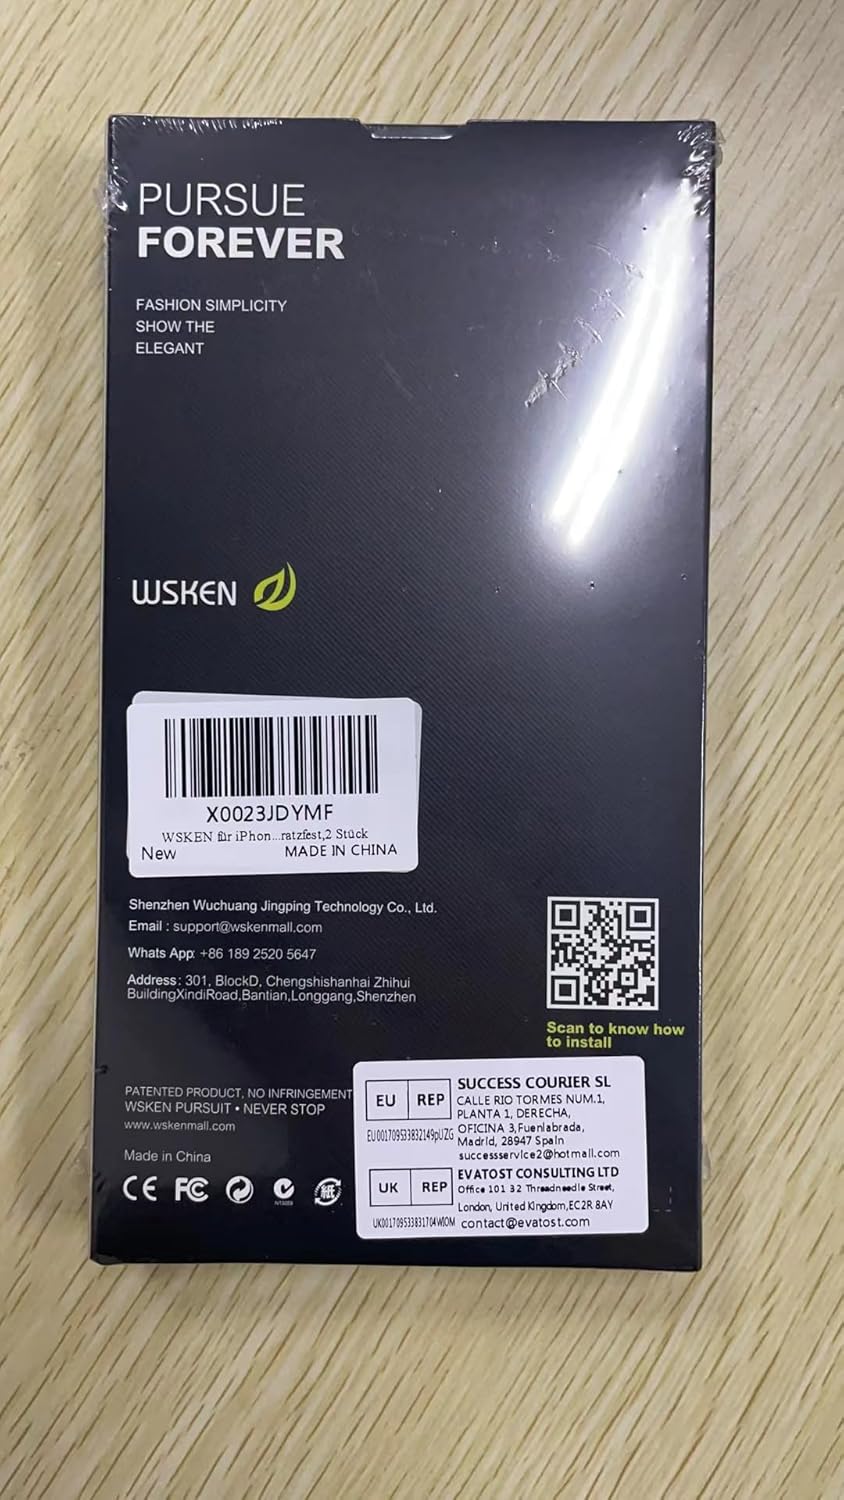 PURSUE
FOREVER
FASHION SIMPLICITY
SHOW THE
ELEGANT
WSKEN
X0023JDYMF
WSKEN für iPhon...ratzfest,2 Stück
New
MADE IN CHINA
Shenzhen Wuchuang Jingping Technology Co., Ltd.
Email : support@wskenmall.com
Whats App: +86 189 2520 5647
Address: 301, BlockD, Chengshishanhai Zhihui
BuildingXindiRoad,Bantian,Longgang,Shenzhen
Scan to know how
to install
PATENTED PRODUCT, NO INFRINGEMENT
WSKEN PURSUIT • NEVER STOP
www.wskenmall.com
Made in China
CE FC
紙
EU REP
EU001709533832149pUZG
SUCCESS COURIER SL
CALLE RIO TORMES NUM.1,
PLANTA 1, DERECHA,
OFICINA 3,Fuenlabrada,
Madrid, 28947 Spain
successservice2@hotmail.com
UK REP
UK001709533831704WIOM
EVATOST CONSULTING LTD
Office 101 32 Threadneedle Street,
London, United Kingdom,EC2R 8AY
contact@evatost.com